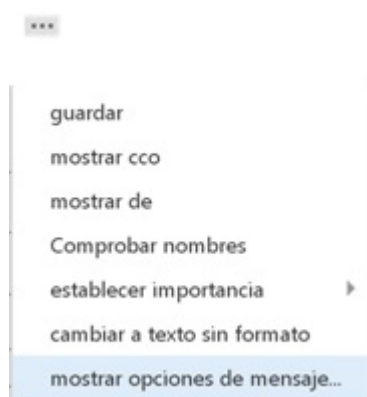 ...
guardar
mostrar cco
mostrar de
Comprobar nombres
establecer importancia
cambiar a texto sin formato
mostrar opciones de mensaje...